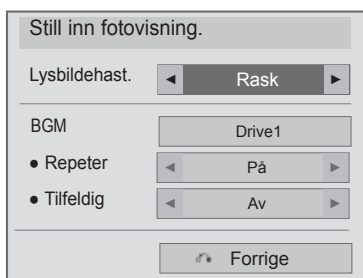 Still inn fotovisning.
Lysbildehast. ◄ Rask ►
BGM Drive1
● Repeter ◄ På ►
● Tilfeldig ◄ Av ►
Forrige